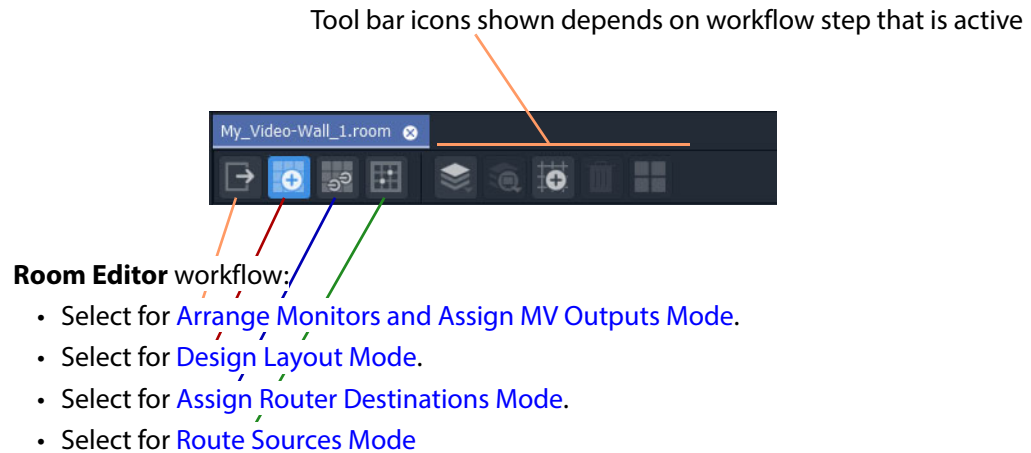 Tool bar icons shown depends on workflow step that is active
My_Video-Wall_1.room
Room Editor workflow:
• Select for Arrange Monitors and Assign MV Outputs Mode.
• Select for Design Layout Mode.
• Select for Assign Router Destinations Mode.
• Select for Route Sources Mode